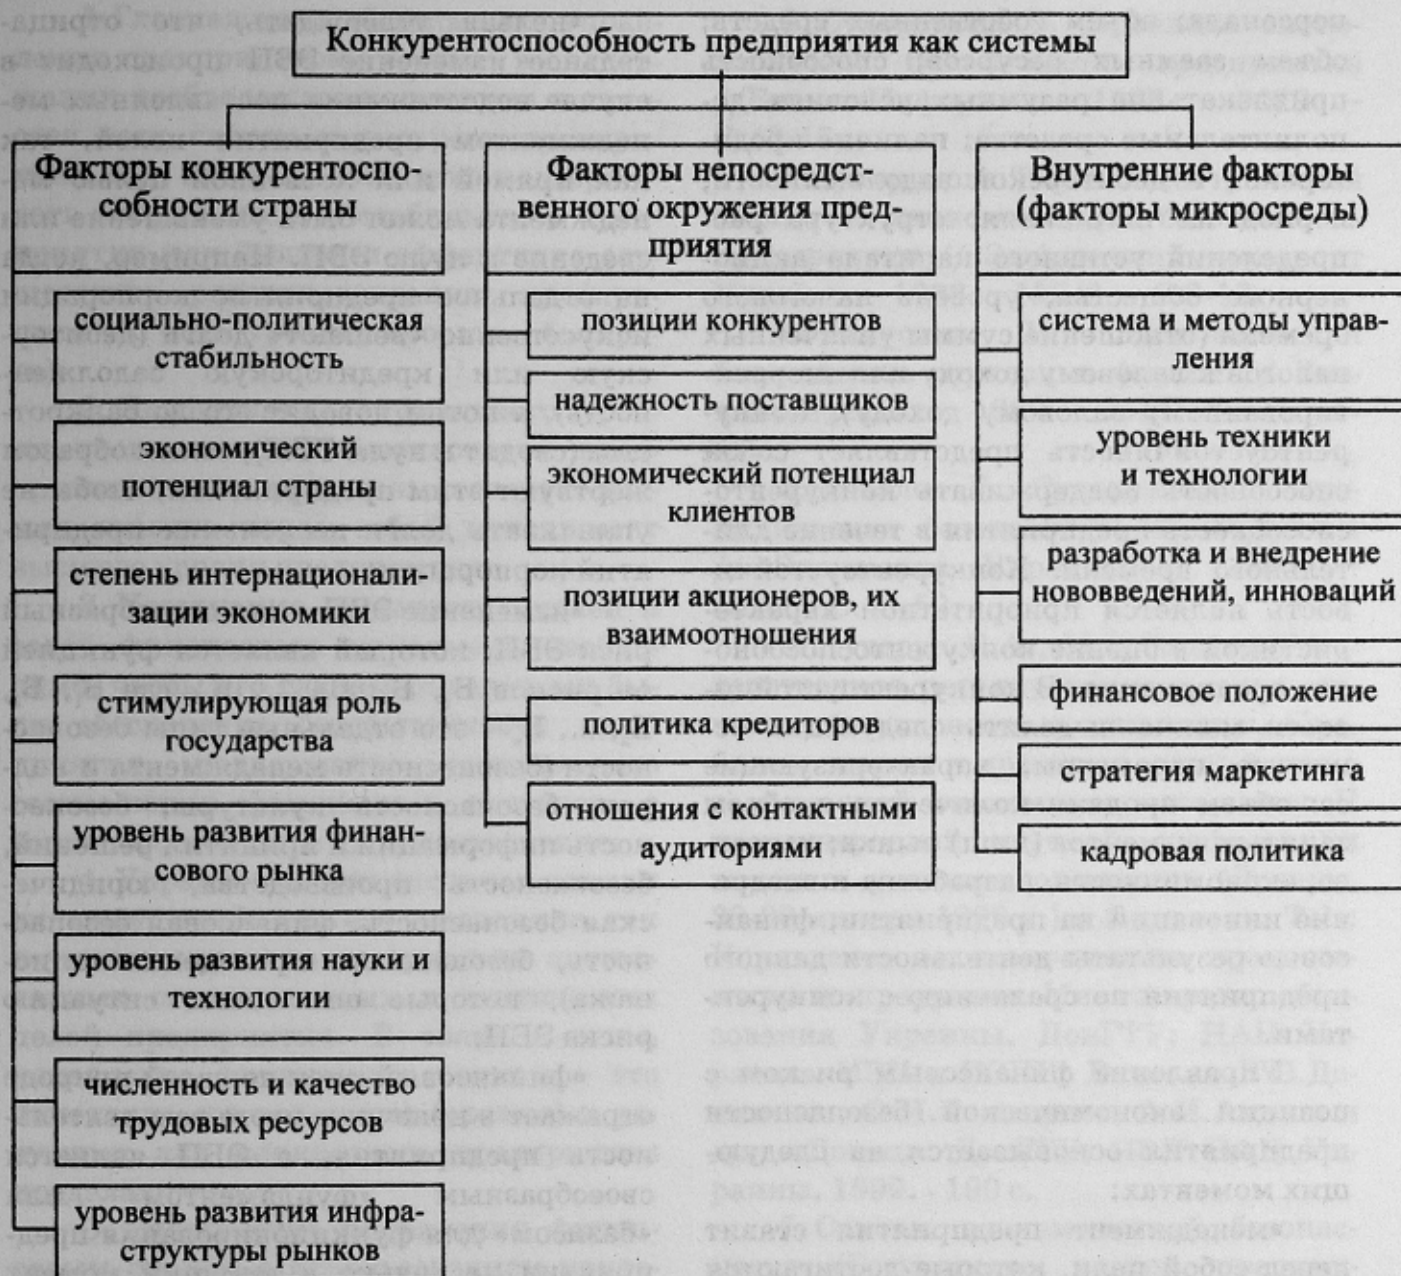 Конкурентоспособность предприятия как системы
Факторы конкурентоспо-
собности страны
социально-политическая
стабильность
экономический
потенциал страны
степень интернационали-
зации экономики
стимулирующая роль
государства
уровень развития финан-
сового рынка
уровень развития науки и
технологии
численность и качество
трудовых ресурсов
уровень развития инфра-
структуры рынков
Факторы непосредст-
венного окружения пред-
приятия
позиции конкурентов
надежность поставщиков
экономический потенциал
клиентов
позиции акционеров, их
взаимоотношения
политика кредиторов
отношения с контактными
аудиториями
Внутренние факторы
(факторы микросреды)
система и методы управ-
ления
уровень техники
и технологии
разработка и внедрение
нововведений, инноваций
финансовое положение
стратегия маркетинга
кадровая политика